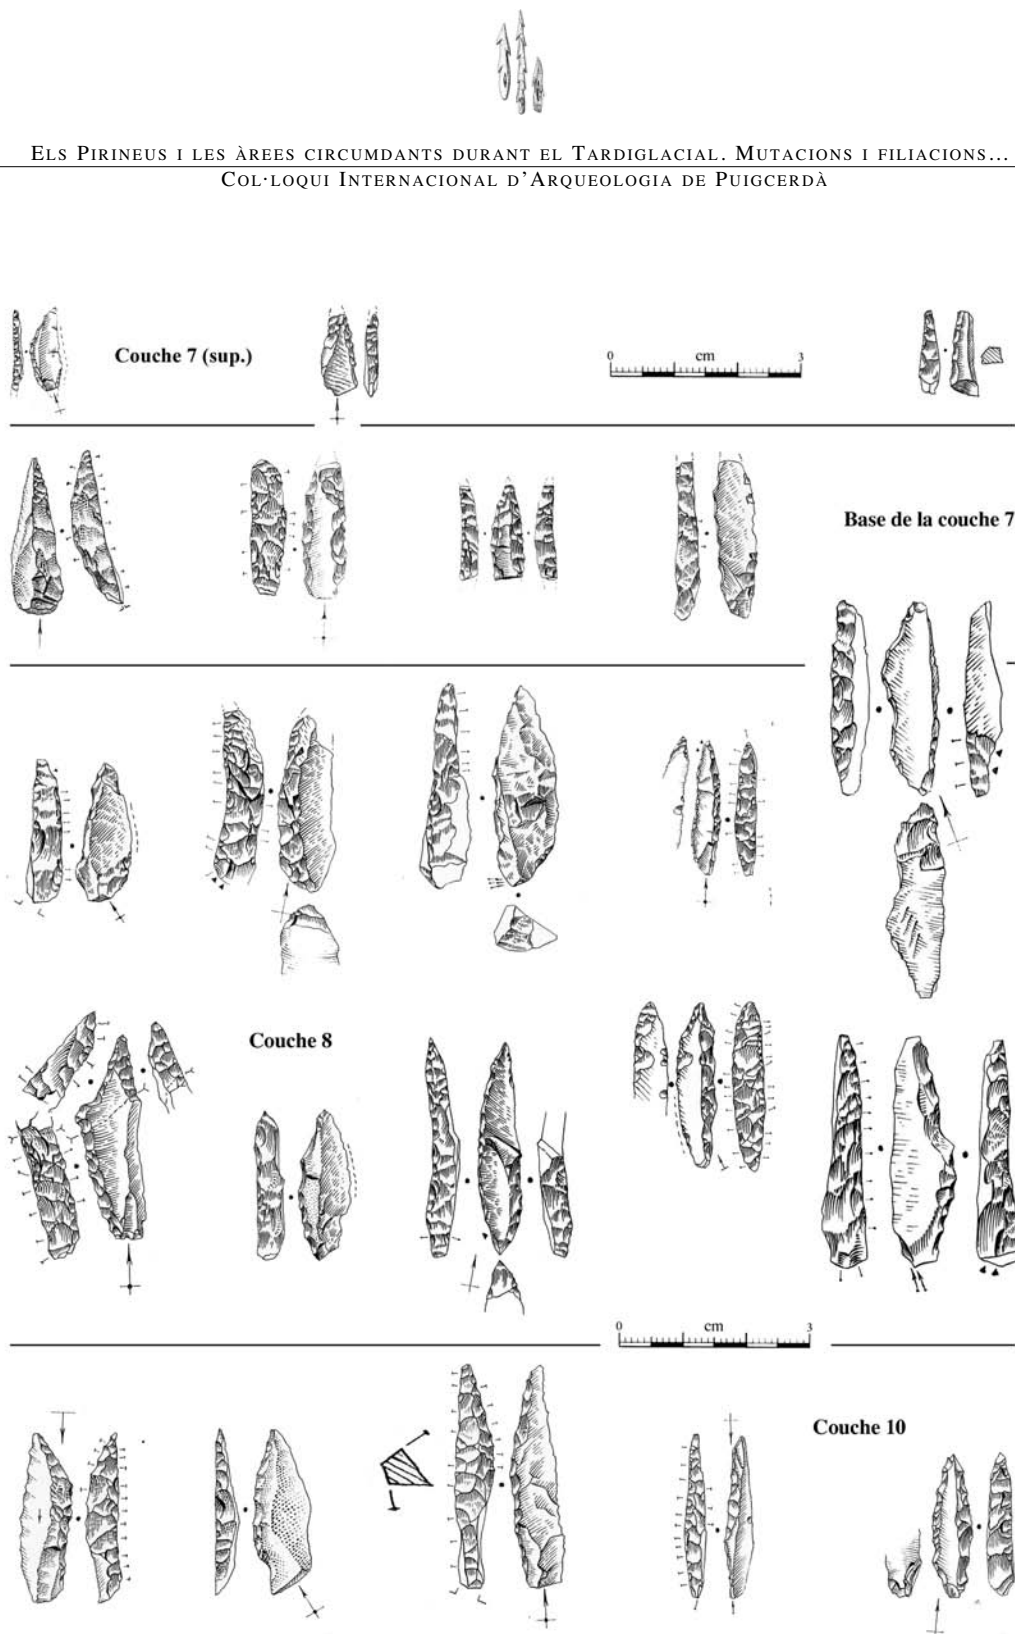 ELS PIRINEUS I LES ÀREES CIRCUMDANTS DURANT EL TARDIGLACIAL. MUTACIONS I FILIACIONS...
COL·LOQUI INTERNACIONAL D'ARQUEOLOGIA DE PUIGCERDÀ
Couche 7 (sup.)
0 cm 3
Base de la couche 7
Couche 8
0 cm 3
Couche 10